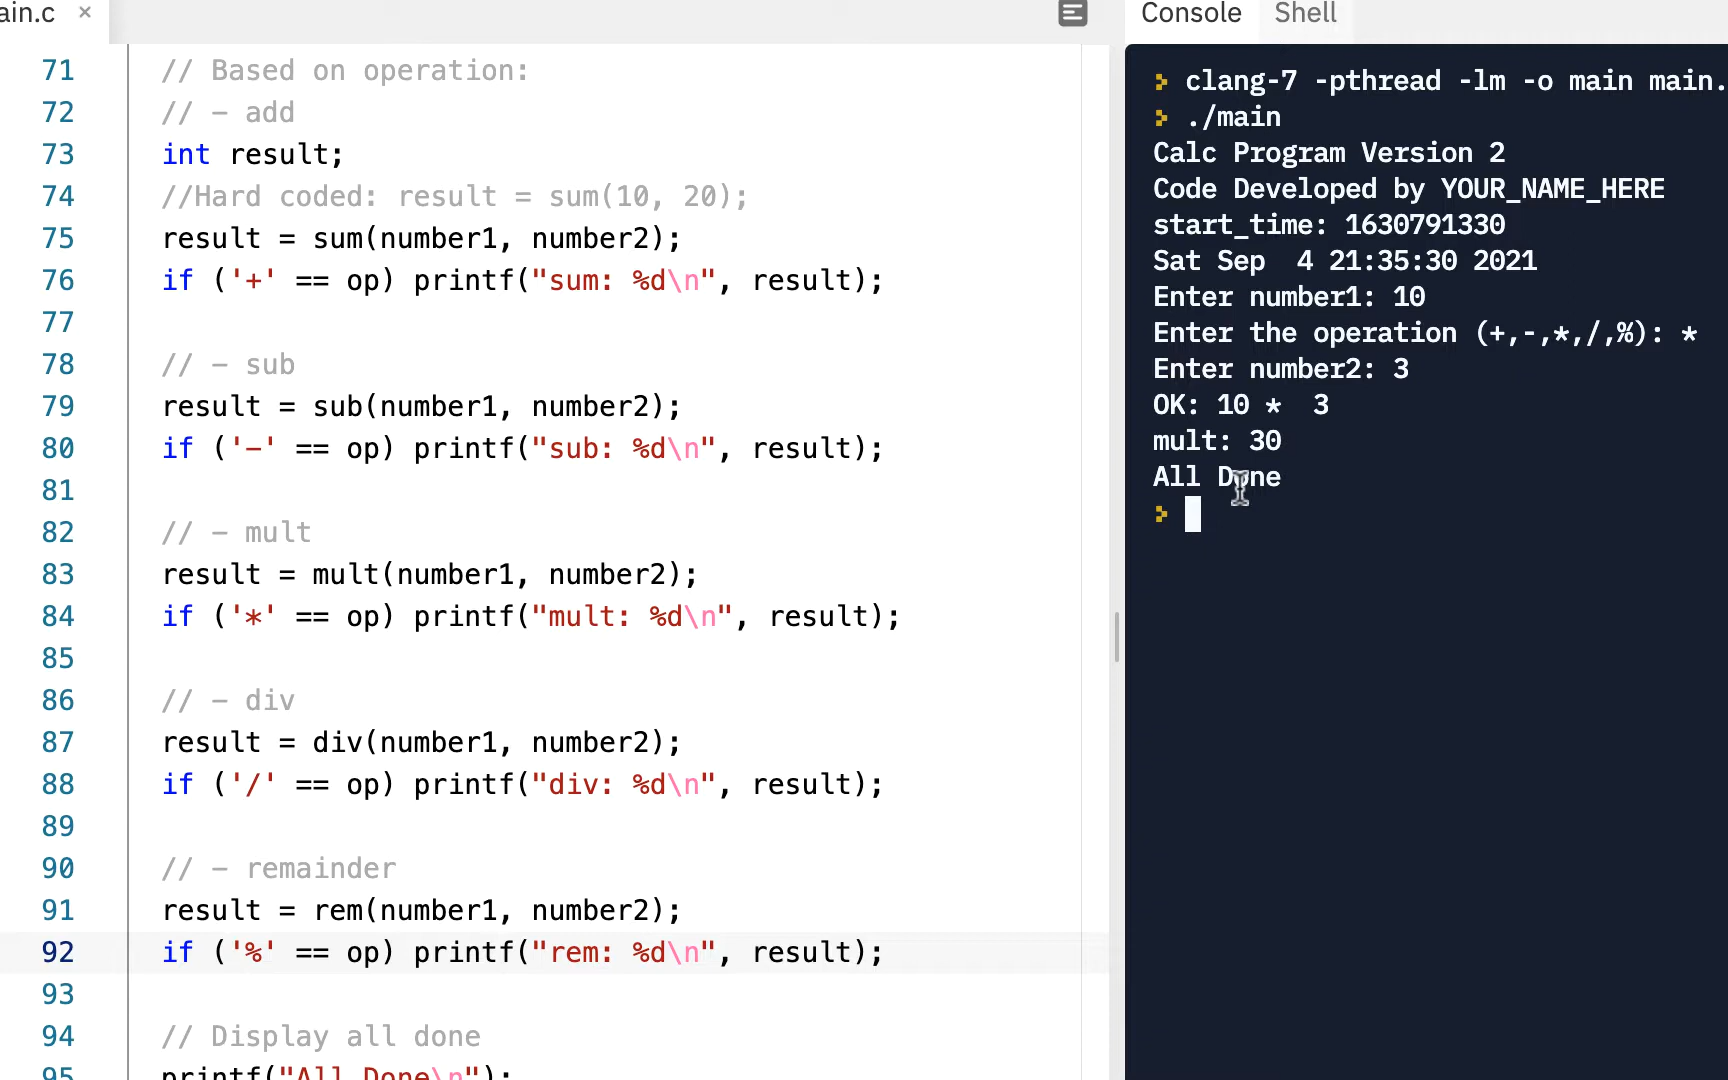 ain.c ×
71 // Based on operation:
72 // - add
73 int result;
74 //Hard coded: result = sum(10, 20);
75 result = sum(number1, number2);
76 if ('+' == op) printf("sum: %d\n", result);
77
78 // - sub
79 result = sub(number1, number2);
80 if ('-' == op) printf("sub: %d\n", result);
81
82 // - mult
83 result = mult(number1, number2);
84 if ('*' == op) printf("mult: %d\n", result);
85
86 // - div
87 result = div(number1, number2);
88 if ('/' == op) printf("div: %d\n", result);
89
90 // - remainder
91 result = rem(number1, number2);
92 if ('%' == op) printf("rem: %d\n", result);
93
94 // Display all done
95 printf("All Done\n");
Console Shell
clang-7 -pthread -lm -o main main.
./main
Calc Program Version 2
Code Developed by YOUR_NAME_HERE
start_time: 1630791330
Sat Sep  4 21:35:30 2021
Enter number1: 10
Enter the operation (+,-,*,/,%): *
Enter number2: 3
OK: 10 *  3
mult: 30
All Done